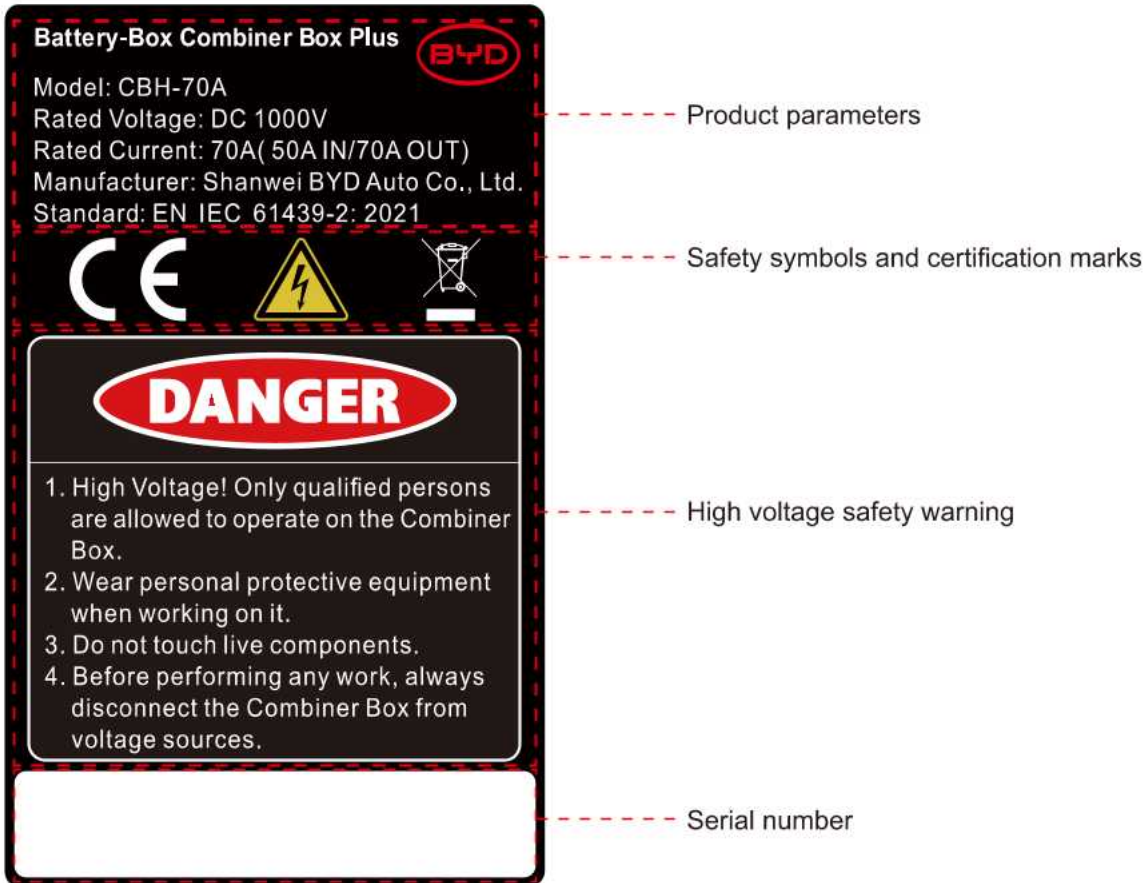 Battery-Box Combiner Box Plus
BYD
Model: CBH-70A
Rated Voltage: DC 1000V
Rated Current: 70A( 50A IN/70A OUT)
Manufacturer: Shanwei BYD Auto Co., Ltd.
Standard: EN IEC 61439-2: 2021
Product parameters
CE
Safety symbols and certification marks
DANGER
1. High Voltage! Only qualified persons
are allowed to operate on the Combiner
Box.
2. Wear personal protective equipment
when working on it.
3. Do not touch live components.
4. Before performing any work, always
disconnect the Combiner Box from
voltage sources.
High voltage safety warning
Serial number